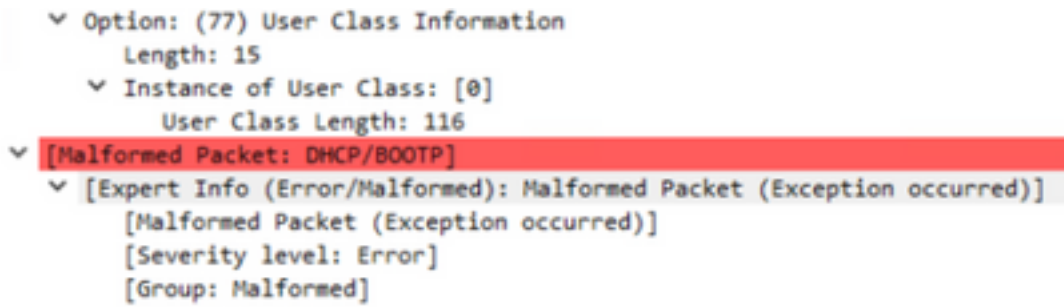 Option: (77) User Class Information
Length: 15
Instance of User Class: [0]
User Class Length: 116
[Malformed Packet: DHCP/BOOTP]
[Expert Info (Error/Malformed): Malformed Packet (Exception occurred)]
[Malformed Packet (Exception occurred)]
[Severity level: Error]
[Group: Malformed]